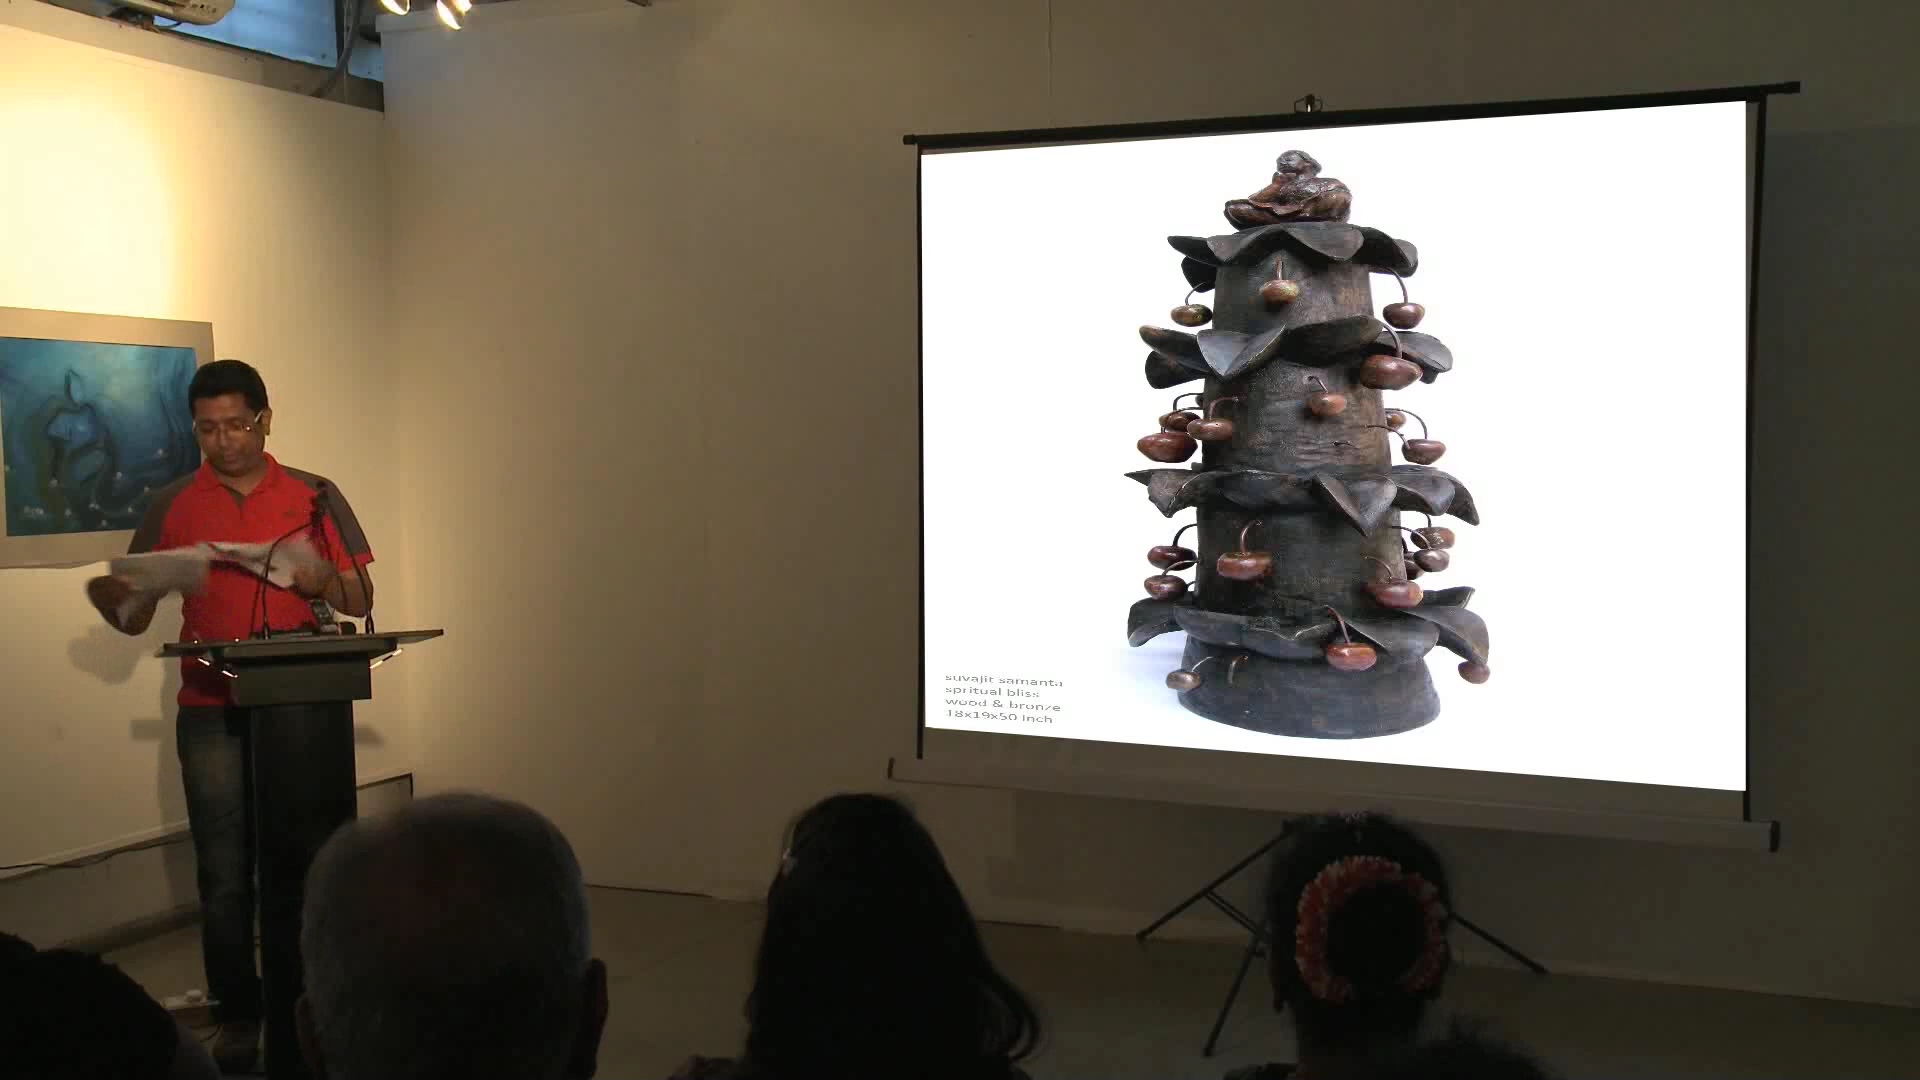 suvajit samanta
spritual bliss
wood & bronze
18x19x50 inch